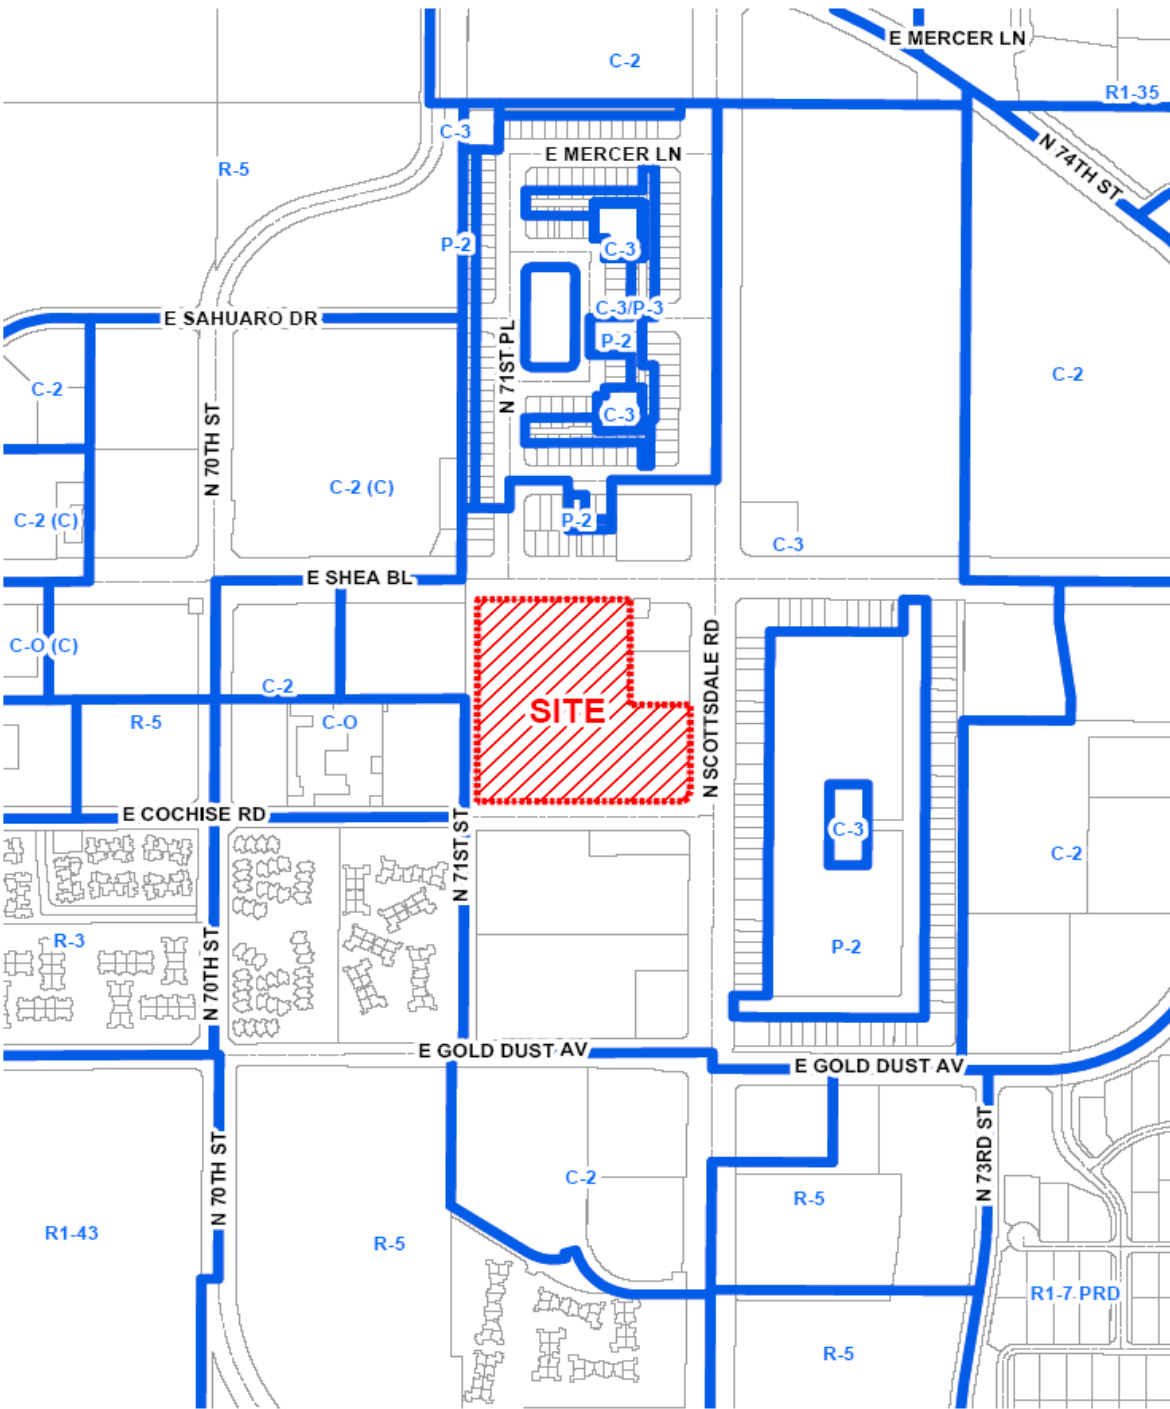 E MERCER LN
C-2
R1-35
C-3
N 74TH ST
E MERCER LN
R-5
P-2
C-3
C-3/P-3
E SAHUARO DR
P-2
N 71ST PL
C-2
C-2
C-3
N 70TH ST
C-2 (C)
C-2 (C)
P-2
C-3
E SHEA BL
C-O (C)
N SCOTTSDALE RD
C-2
SITE
R-5
C-O
E COCHISE RD
C-3
N 71ST ST
C-2
R-3
P-2
N 70TH ST
E GOLD DUST AV
E GOLD DUST AV
N 73RD ST
N 70TH ST
C-2
R-5
R1-43
R-5
R1-7 PRD
R-5